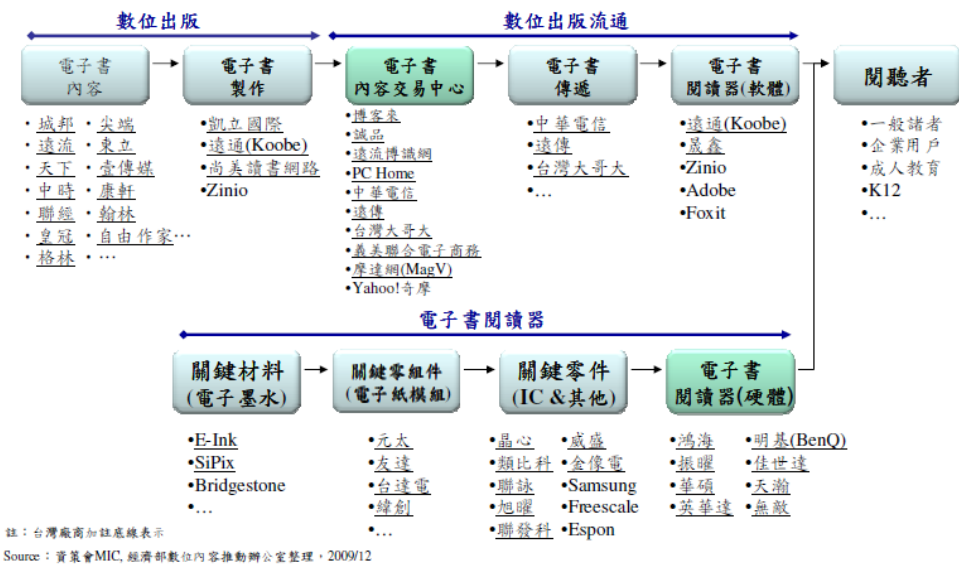 數位出版
數位出版流通
電子書
內容
電子書
製作
電子書
內容交易中心
電子書
傳遞
電子書
閱讀器(軟體)
閱聽者
・城邦 ・尖端
・遠流 ・東立
・天下 ・壹傳媒
・中時 ・康軒
・聯經 ・翰林
・皇冠 ・自由作家…
・格林 ・…
・凱立國際
・遠通(Koobe)
・尚美讀書網路
・Zinio
•博客來
•誠品
•遠流博識網
•PC Home
•中華電信
•遠傳
•台灣大哥大
•義美聯合電子商務
•摩達網(MagV)
•Yahoo!奇摩
•中華電信
•遠傳
•台灣大哥大
•…
•遠通(Koobe)
•晟鑫
•Zinio
•Adobe
•Foxit
•一般諸者
•企業用戶
•成人教育
•K12
•…
電子書閱讀器
關鍵材料
(電子墨水)
關鍵零組件
(電子紙模組)
關鍵零件
(IC &其他)
電子書
閱讀器(硬體)
•E-Ink
•SiPix
•Bridgestone
•…
•元太
•友達
•台達電
•緯創
•…
•晶心 •威盛
•類比科 •金像電
•聯詠 •Samsung
•旭曜 •Freescale
•聯發科 •Espon
•鴻海 •明基(BenQ)
•振曜 •佳世達
•華碩 •天瀚
•英華達 •無敵
註：台灣廠商加註底線表示
Source：資策會MIC, 經濟部數位內容推動辦公室整理，2009/12